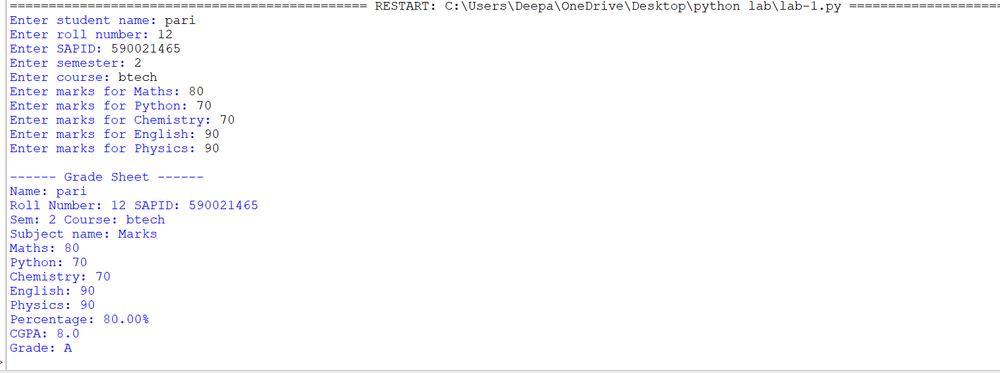 ============================================== RESTART: C:\Users\Deepa\OneDrive\Desktop\python lab\lab-1.py ====================
Enter student name: pari
Enter roll number: 12
Enter SAPID: 590021465
Enter semester: 2
Enter course: btech
Enter marks for Maths: 80
Enter marks for Python: 70
Enter marks for Chemistry: 70
Enter marks for English: 90
Enter marks for Physics: 90
------ Grade Sheet ------
Name: pari
Roll Number: 12 SAPID: 590021465
Sem: 2 Course: btech
Subject name: Marks
Maths: 80
Python: 70
Chemistry: 70
English: 90
Physics: 90
Percentage: 80.00%
CGPA: 8.0
Grade: A
>